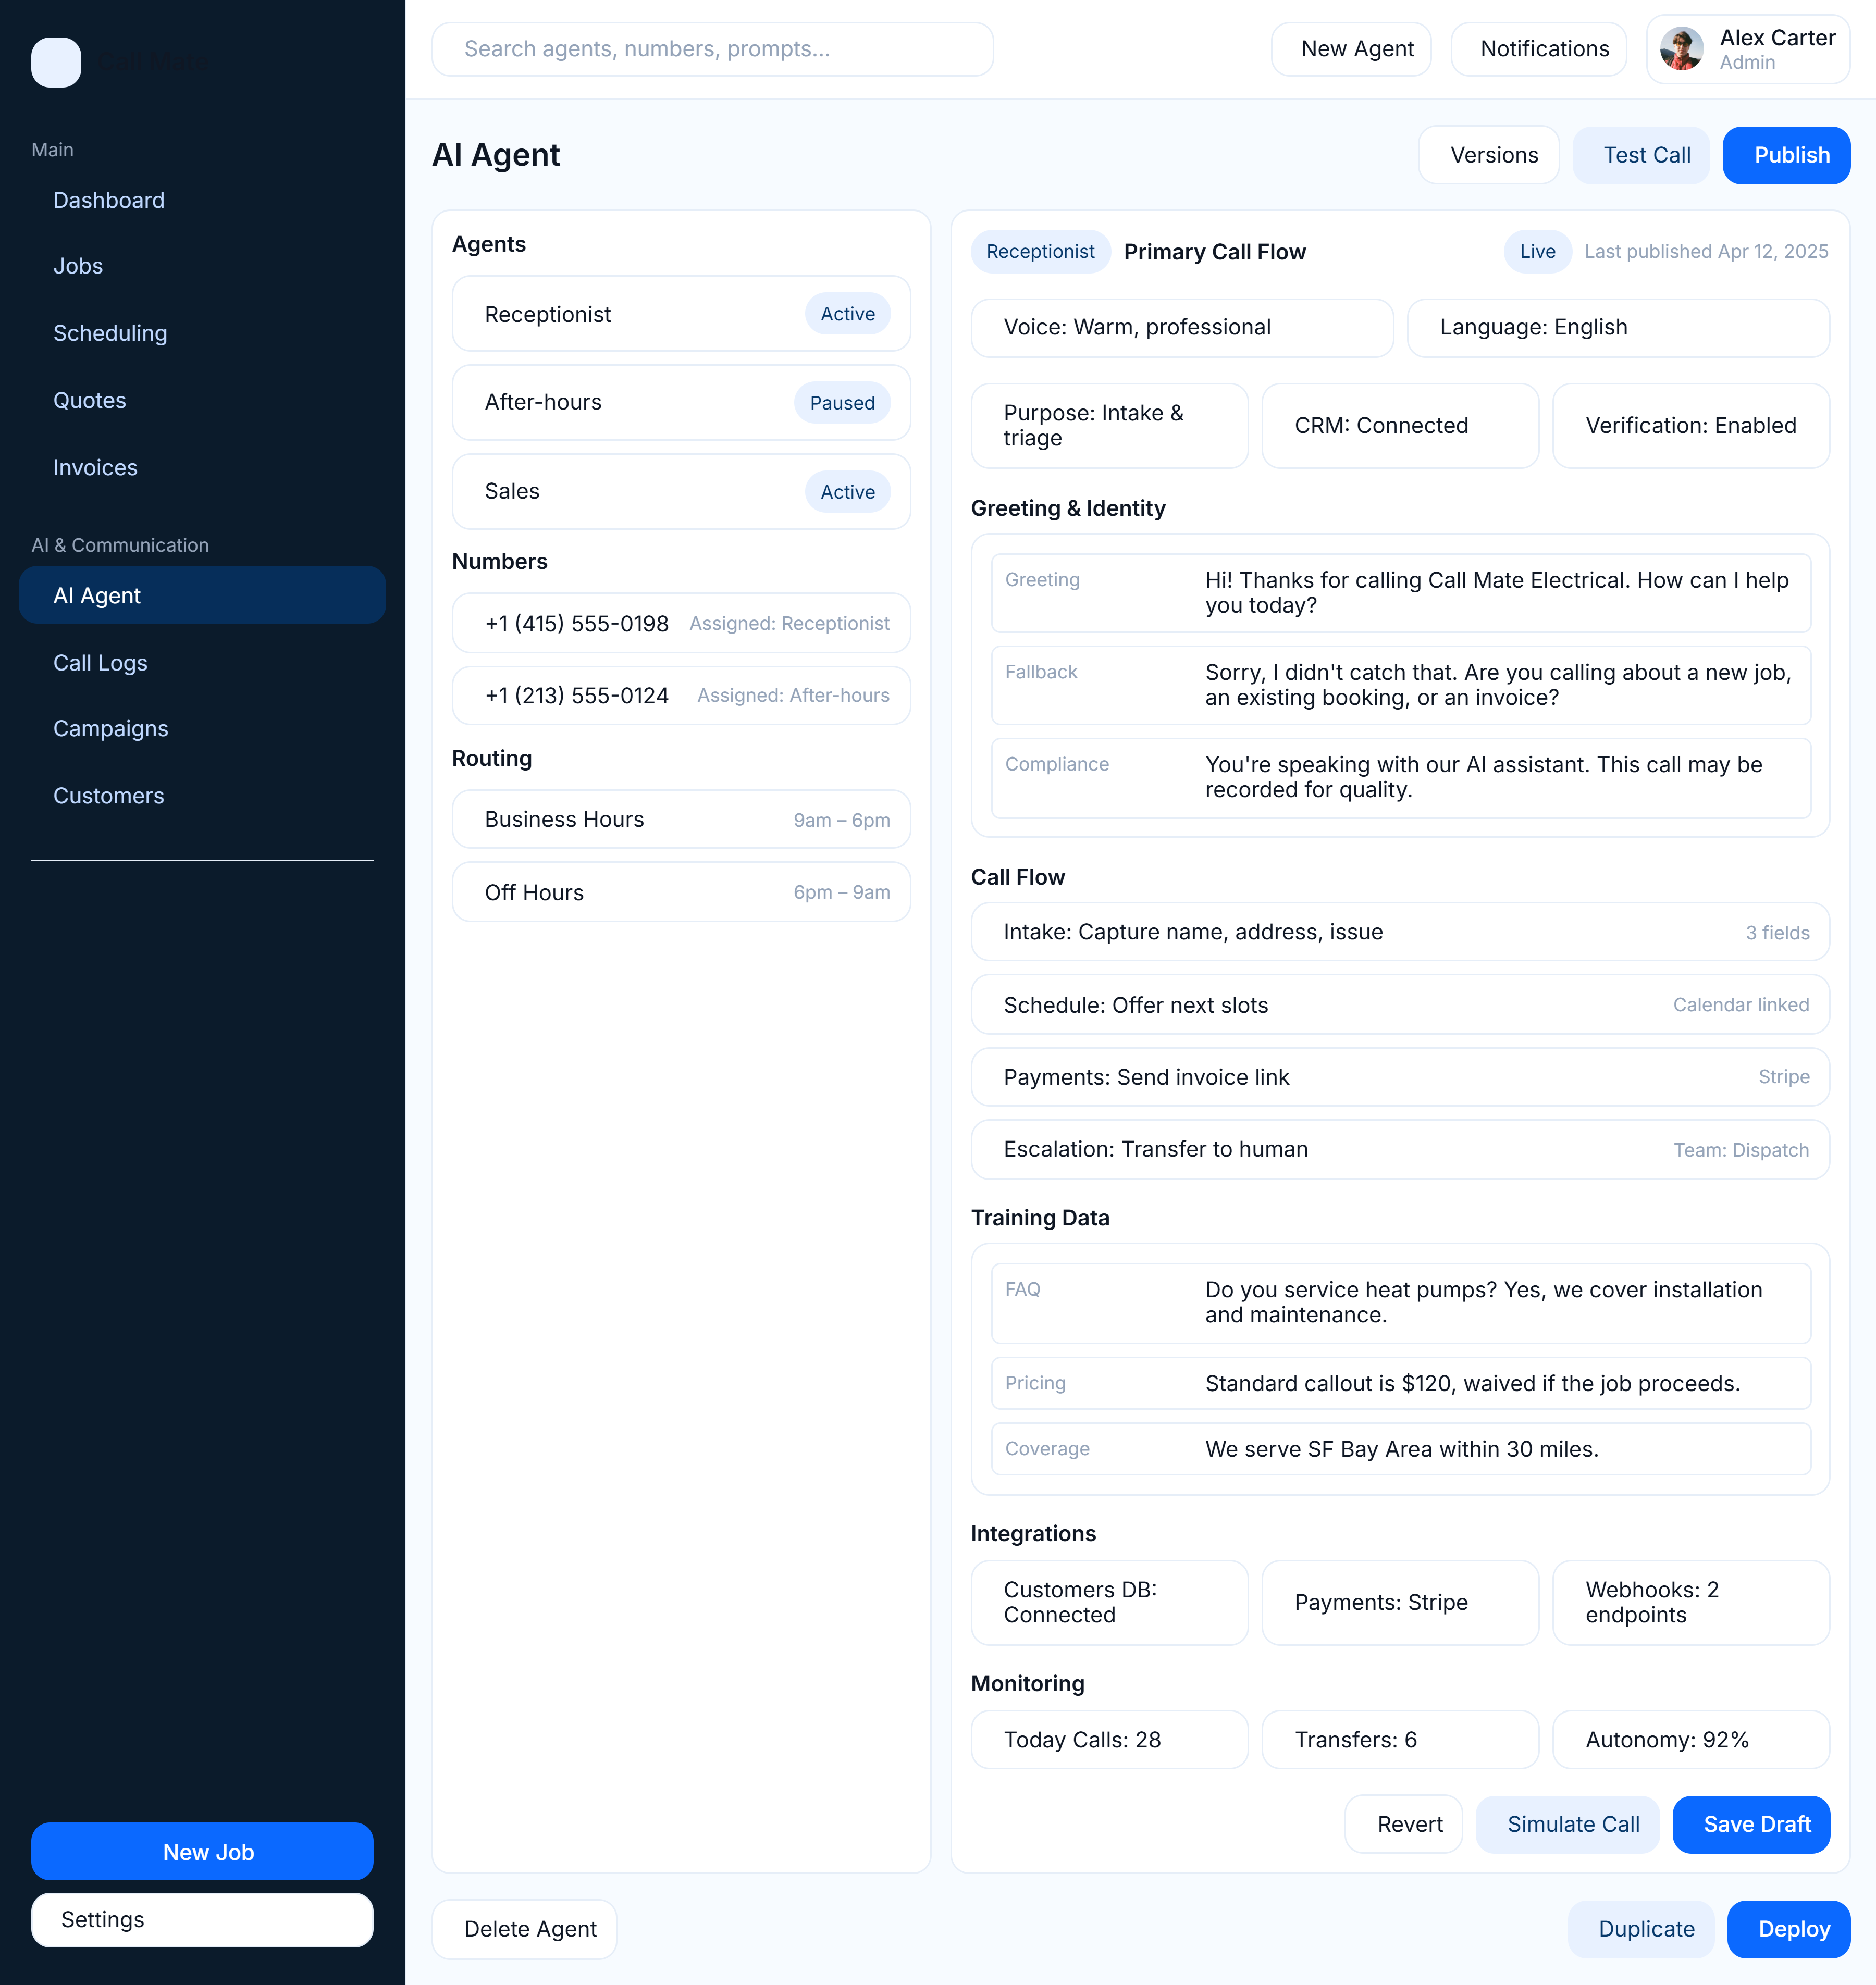 Call Mate
Main
Dashboard
Jobs
Scheduling
Quotes
Invoices
AI & Communication
AI Agent
Call Logs
Campaigns
Customers
New Job
Settings
Search agents, numbers, prompts...
New Agent
Notifications
Alex Carter
Admin
AI Agent
Versions
Test Call
Publish
Agents
Receptionist
Active
After-hours
Paused
Sales
Active
Numbers
+1 (415) 555-0198
Assigned: Receptionist
+1 (213) 555-0124
Assigned: After-hours
Routing
Business Hours
9am – 6pm
Off Hours
6pm – 9am
Receptionist
Primary Call Flow
Live
Last published Apr 12, 2025
Voice: Warm, professional
Language: English
Purpose: Intake &
triage
CRM: Connected
Verification: Enabled
Greeting & Identity
Greeting
Hi! Thanks for calling Call Mate Electrical. How can I help
you today?
Fallback
Sorry, I didn't catch that. Are you calling about a new job,
an existing booking, or an invoice?
Compliance
You're speaking with our AI assistant. This call may be
recorded for quality.
Call Flow
Intake: Capture name, address, issue
3 fields
Schedule: Offer next slots
Calendar linked
Payments: Send invoice link
Stripe
Escalation: Transfer to human
Team: Dispatch
Training Data
FAQ
Do you service heat pumps? Yes, we cover installation
and maintenance.
Pricing
Standard callout is $120, waived if the job proceeds.
Coverage
We serve SF Bay Area within 30 miles.
Integrations
Customers DB:
Connected
Payments: Stripe
Webhooks: 2
endpoints
Monitoring
Today Calls: 28
Transfers: 6
Autonomy: 92%
Revert
Simulate Call
Save Draft
Delete Agent
Duplicate
Deploy